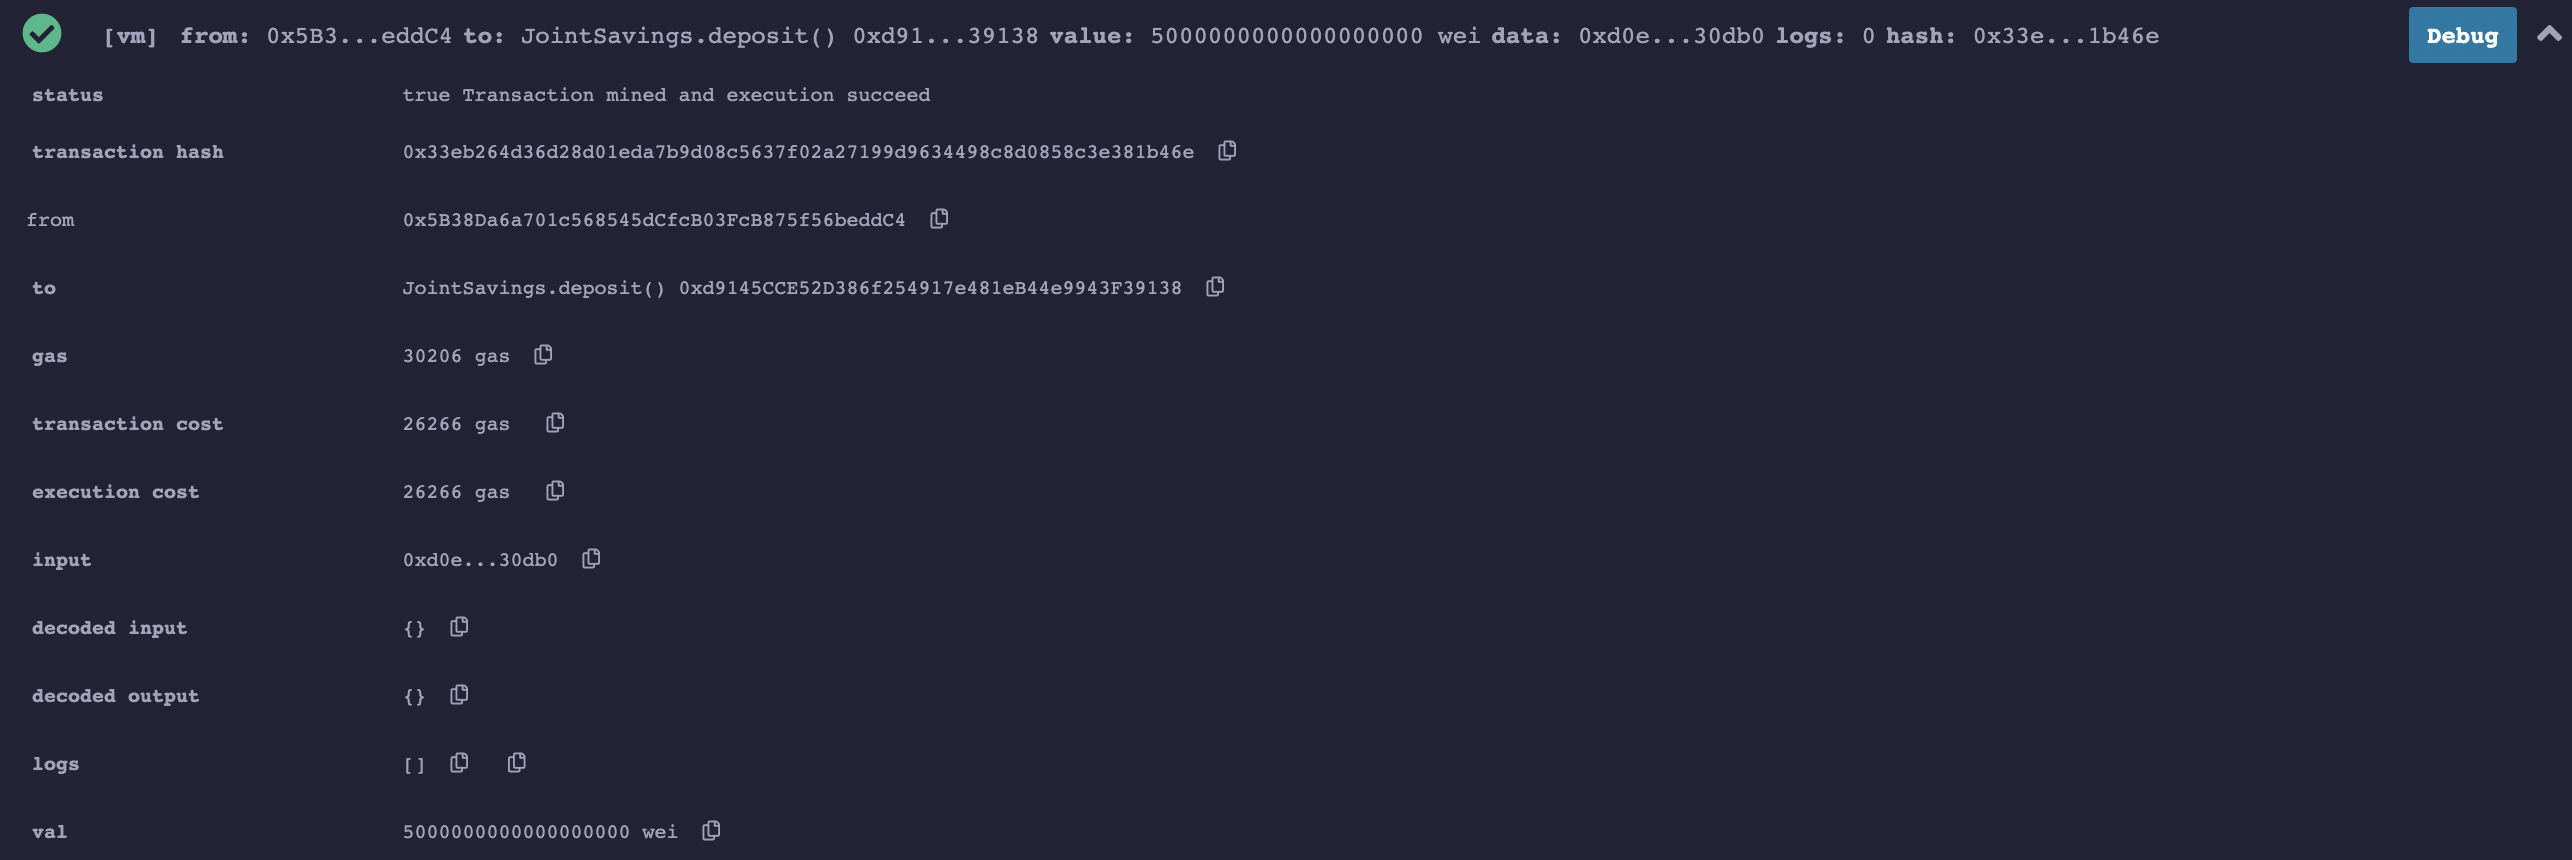 [vm] from: 0x5B3...eddC4 to: JointSavings.deposit() 0xd91...39138 value: 5000000000000000000 wei data: 0xd0e...30db0 logs: 0 hash: 0x33e...1b46e Debug
status true Transaction mined and execution succeed
transaction hash 0x33eb264d36d28d01eda7b9d08c5637f02a27199d9634498c8d0858c3e381b46e
from 0x5B38Da6a701c568545dCfcB03FcB875f56beddC4
to JointSavings.deposit() 0xd9145CCE52D386f254917e481eB44e9943F39138
gas 30206 gas
transaction cost 26266 gas
execution cost 26266 gas
input 0xd0e...30db0
decoded input {}
decoded output {}
logs []
val 5000000000000000000 wei